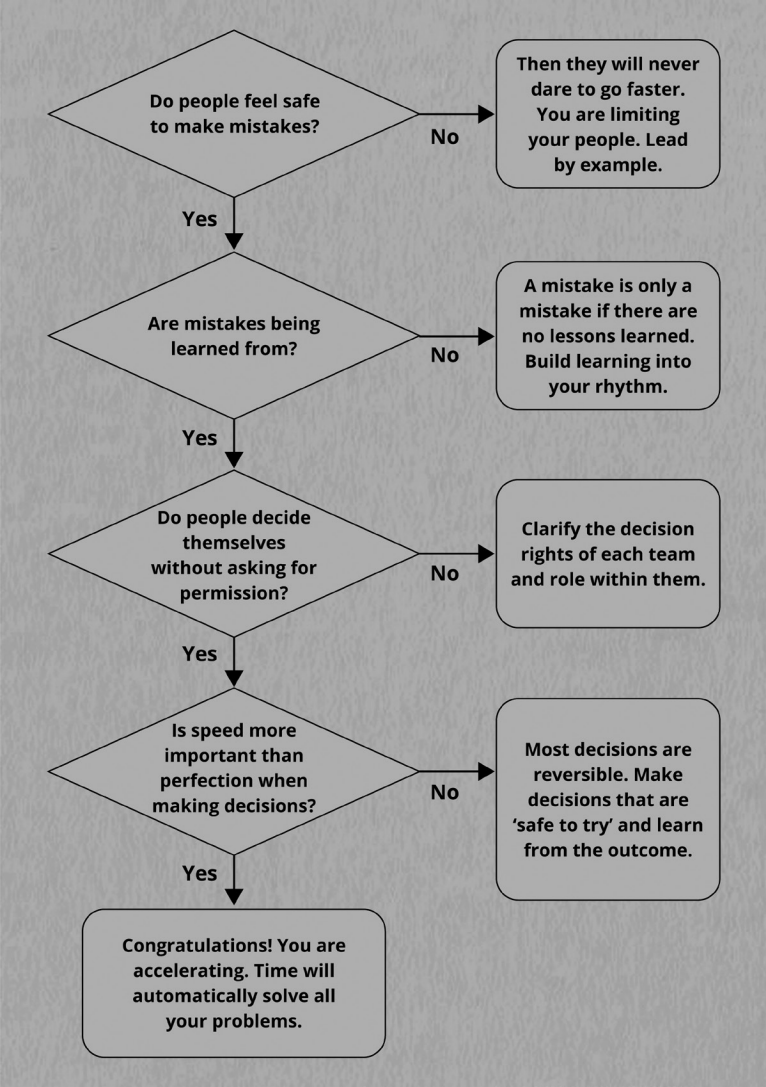 Do people feel safe
to make mistakes?
No
Then they will never
dare to go faster.
You are limiting
your people. Lead
by example.
Yes
Are mistakes being
learned from?
No
A mistake is only a
mistake if there are
no lessons learned.
Build learning into
your rhythm.
Yes
Do people decide
themselves
without asking for
permission?
No
Clarify the decision
rights of each team
and role within them.
Yes
Is speed more
important than
perfection when
making decisions?
No
Most decisions are
reversible. Make
decisions that are
‘safe to try’ and learn
from the outcome.
Yes
Congratulations! You are
accelerating. Time will
automatically solve all
your problems.